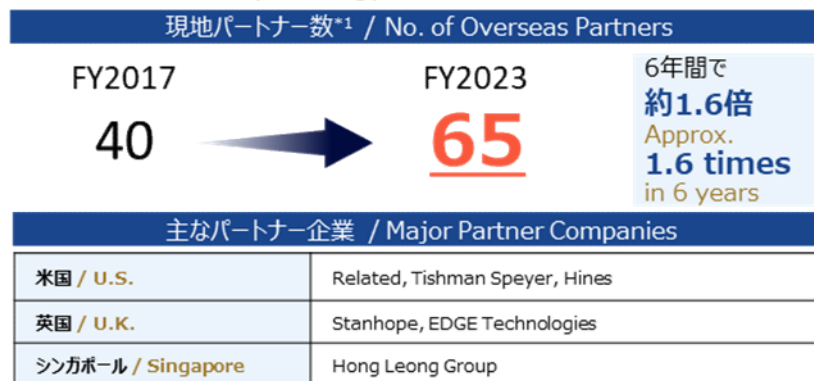 現地パートナー数*1 / No. of Overseas Partners
FY2017
FY2023
40
65
6年間で
約1.6倍
Approx.
1.6 times
in 6 years
主なパートナー企業 / Major Partner Companies
米国 / U.S.
Related, Tishman Speyer, Hines
英国 / U.K.
Stanhope, EDGE Technologies
シンガポール / Singapore
Hong Leong Group